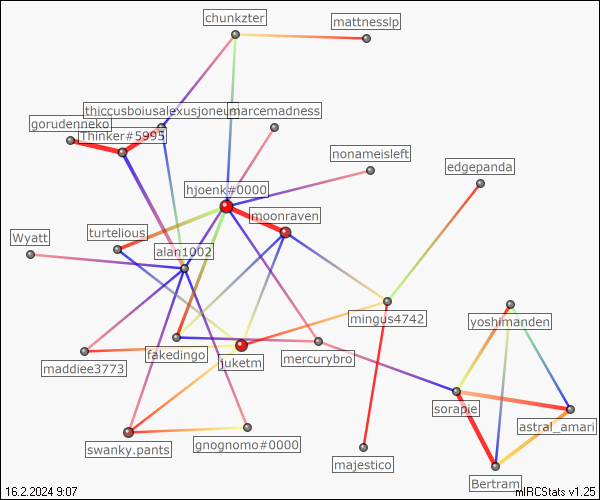 chunkzter
mattnesslp
thiccusboiusalexusjoneum
marcemadness
gorudenneko
Thinker#5995
nonameisleft
edgepanda
hjoenk#0000
moonraven
turtelious
Wyatt
alan1002
mingus4742
yoshimanden
fakedingo
mercurybro
juketm
maddiee3773
sorapie
astral_amari
swanky.pants
gnognomo#0000
majestico
Bertram
16.2.2024 9:07
mIRCStats v1.25